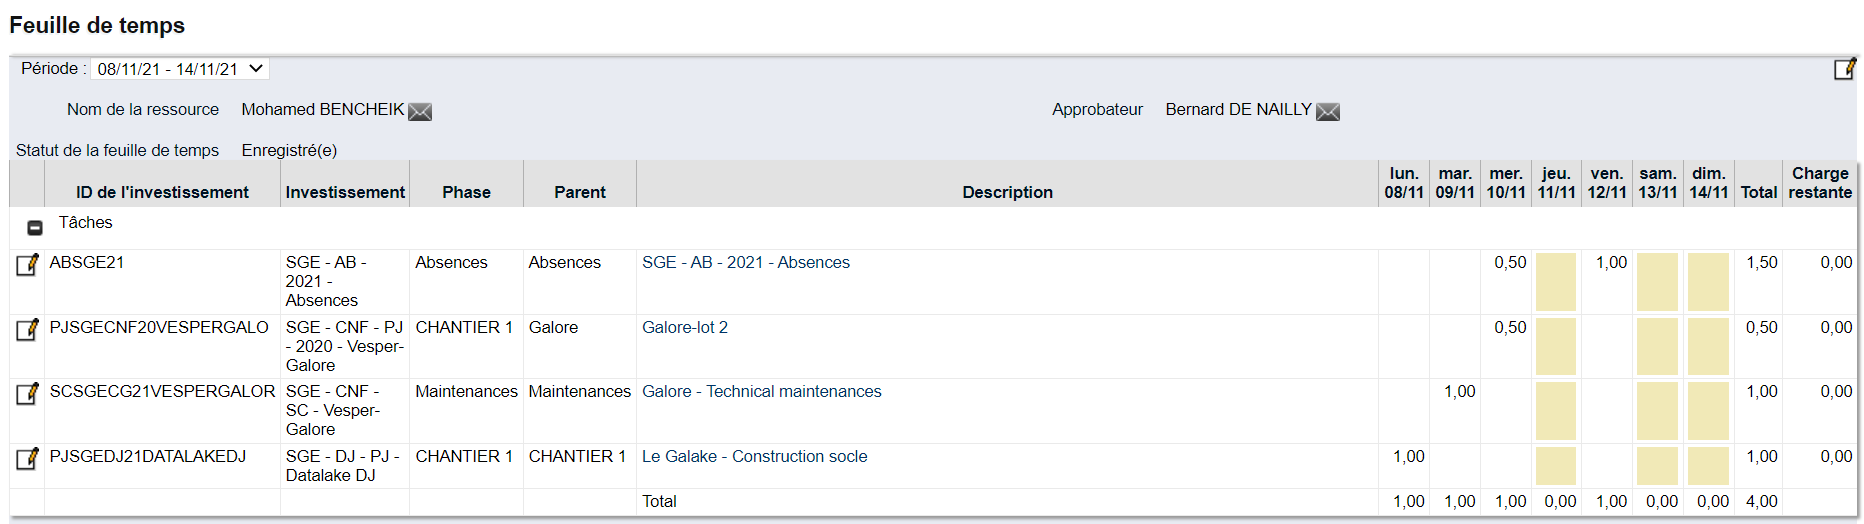 Feuille de temps
Période : 08/11/21 - 14/11/21
Nom de la ressource Mohamed BENCHEIK Approbateur Bernard DE NAILLY
Statut de la feuille de temps Enregistré(e)
ID de l'investissement Investissement Phase Parent Description lun. 08/11 mar. 09/11 mer. 10/11 jeu. 11/11 ven. 12/11 sam. 13/11 dim. 14/11 Total Charge restante
Tâches
ABSGE21 SGE - AB - Absences Absences SGE - AB - 2021 - Absences 0,50 1,00 1,50 0,00
2021 -
Absences
PJSGECNF20VESPERGALO SGE - CNF - PJ CHANTIER 1 Galore Galore-lot 2 0,50 0,50 0,00
- 2020 - Vesper-
Galore
SCSGECG21VESPERGALOR SGE - CNF - Maintenances Maintenances Galore - Technical maintenances 1,00 1,00 0,00
SC - Vesper-
Galore
PJSGEDJ21DATALAKEDJ SGE - DJ - PJ - CHANTIER 1 CHANTIER 1 Le Galake - Construction socle 1,00 1,00 0,00
Datalake DJ
Total 1,00 1,00 1,00 0,00 1,00 0,00 0,00 4,00